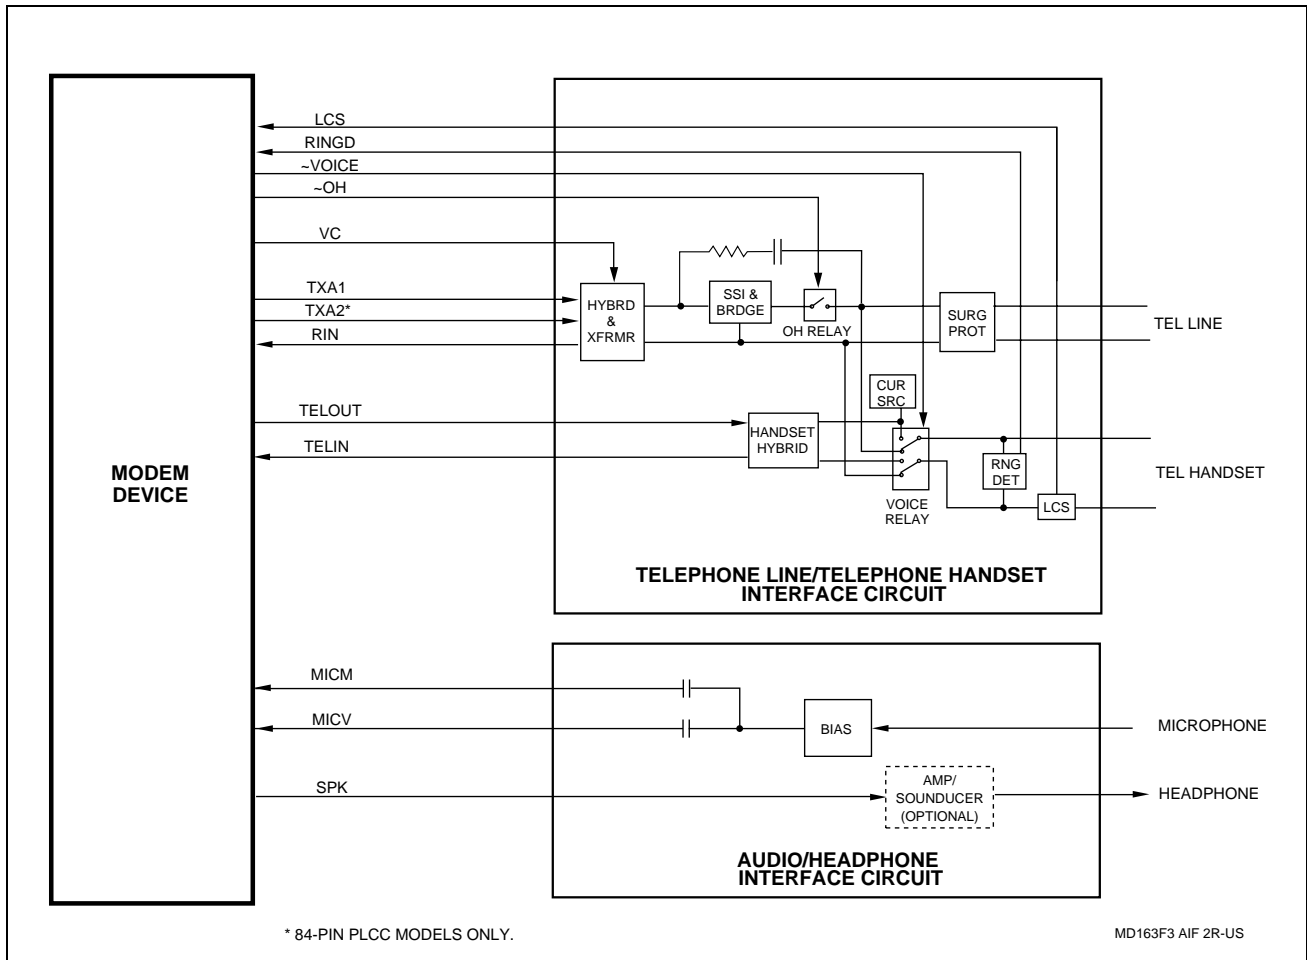 LCS
RINGD
~VOICE
~OH
VC
TXA1
TXA2*
RIN
HYBRD
&
XFRMR
SSI &
BRDGE
OH RELAY
SURG
PROT
TEL LINE
CUR
SRC
TELOUT
TELIN
HANDSET
HYBRID
VOICE
RELAY
RNG
DET
LCS
TEL HANDSET
MODEM
DEVICE
TELEPHONE LINE/TELEPHONE HANDSET
INTERFACE CIRCUIT
MICM
MICV
BIAS
MICROPHONE
SPK
AMP/
SOUNDUCER
(OPTIONAL)
HEADPHONE
AUDIO/HEADPHONE
INTERFACE CIRCUIT
* 84-PIN PLCC MODELS ONLY.
MD163F3 AIF 2R-US